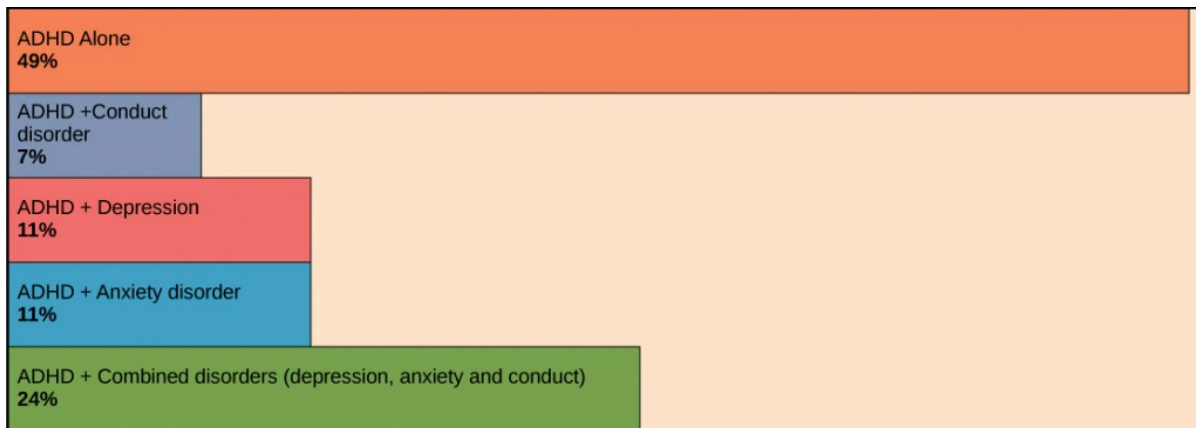 ADHD Alone
49%
ADHD +Conduct
disorder
7%
ADHD + Depression
11%
ADHD + Anxiety disorder
11%
ADHD + Combined disorders (depression, anxiety and conduct)
24%